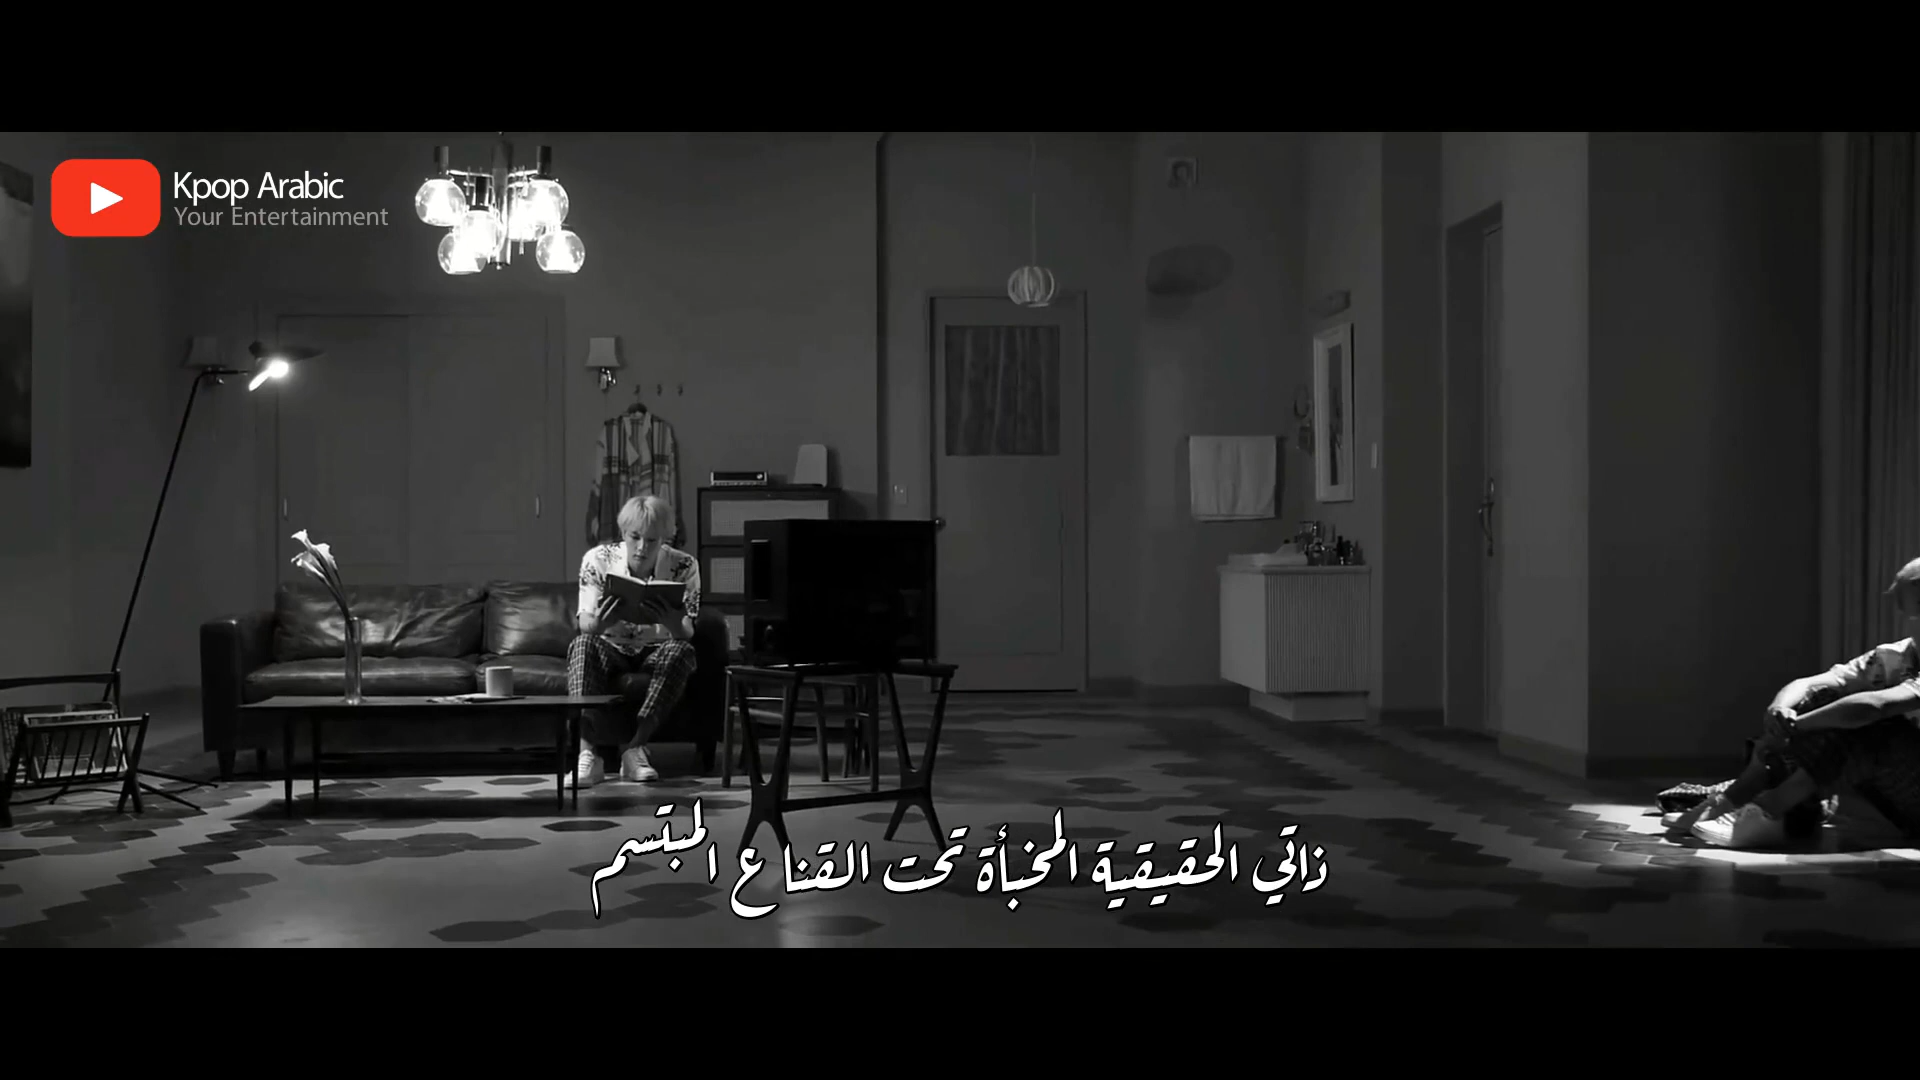 Kpop Arabic
Your Entertainment
ذاتي الحقيقية المخبأة تحت القناع المبتسم